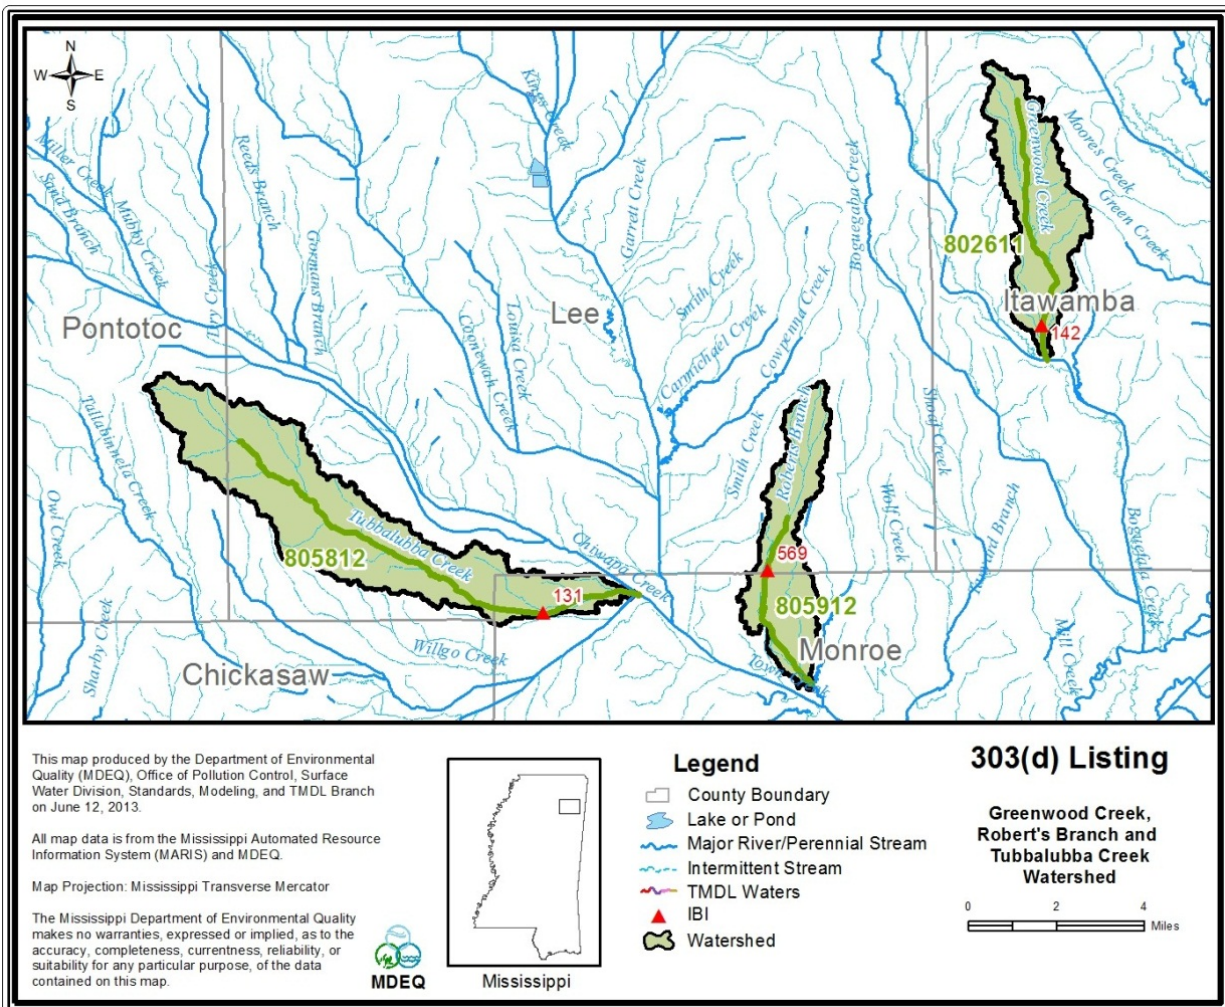 N
W E
S
Miller Creek
Sand Branch
Mubby Creek
Reeds Branch
Dry Creek
Gormans Branch
Kings Creek
Garrett Creek
Boguegaba Creek
Greenwood Creek
Moore's Creek
Green Creek
802611
Itawamba
142
Pontotoc
Lee
Coonewah Creek
Louisa Creek
Smith Creek
Carmichael Creek
Cowpenna Creek
Tallabinnela Creek
Owl Creek
Smith Creek
Roberts Branch
Shoaf Creek
Wolf Creek
Boguefala Creek
Tubbalubba Creek
805812
Chiwapa Creek
569
131
805912
Monroe
Sharby Creek
Chickasaw
Willgo Creek
Mill Creek
This map produced by the Department of Environmental
Quality (MDEQ), Office of Pollution Control, Surface
Water Division, Standards, Modeling, and TMDL Branch
on June 12, 2013.
All map data is from the Mississippi Automated Resource
Information System (MARIS) and MDEQ.
Map Projection: Mississippi Transverse Mercator
The Mississippi Department of Environmental Quality
makes no warranties, expressed or implied, as to the
accuracy, completeness, currentness, reliability, or
suitability for any particular purpose, of the data
contained on this map.
MDEQ
Mississippi
Legend
County Boundary
Lake or Pond
Major River/Perennial Stream
Intermittent Stream
TMDL Waters
IBI
Watershed
303(d) Listing
Greenwood Creek,
Robert's Branch and
Tubbalubba Creek
Watershed
0 2 4
Miles